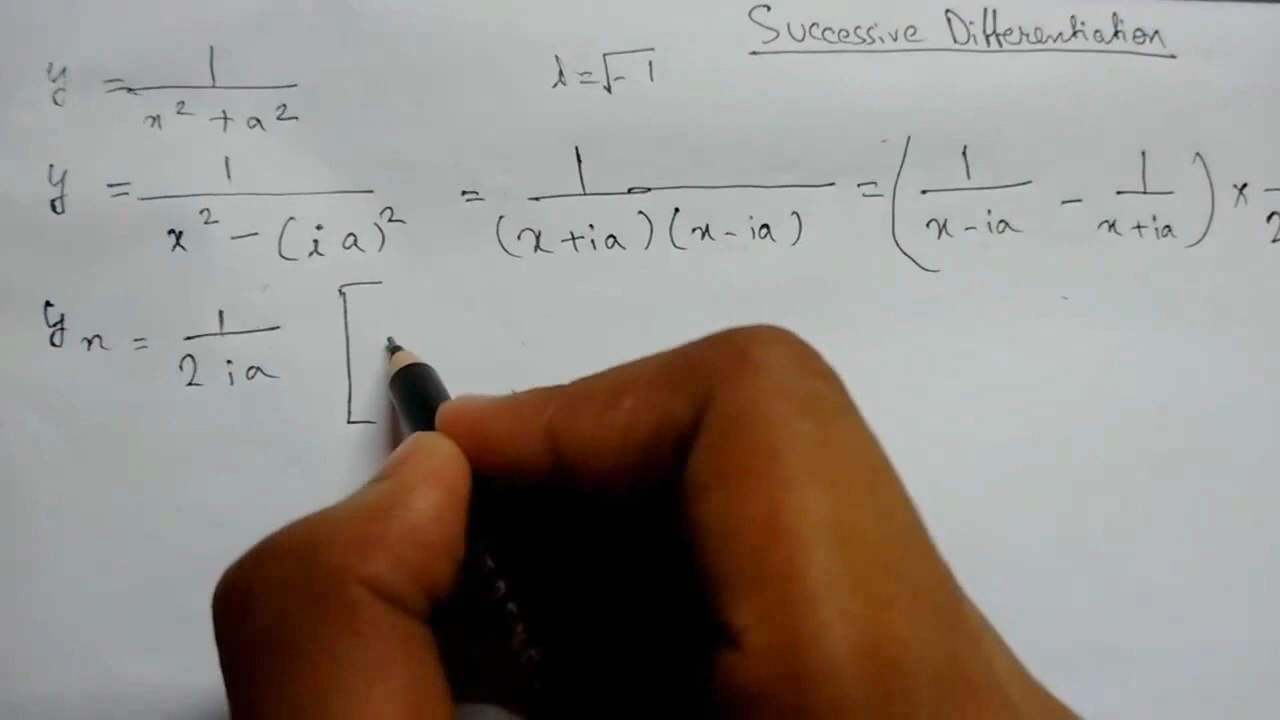 Successive Differentiation
y = 1 / (x² + a²)
i = √-1
y = 1 / (x² - (ia)²) = 1 / ((x + ia)(x - ia)) = (1 / (x - ia) - 1 / (x + ia)) ×
yn = 1 / (2ia) [